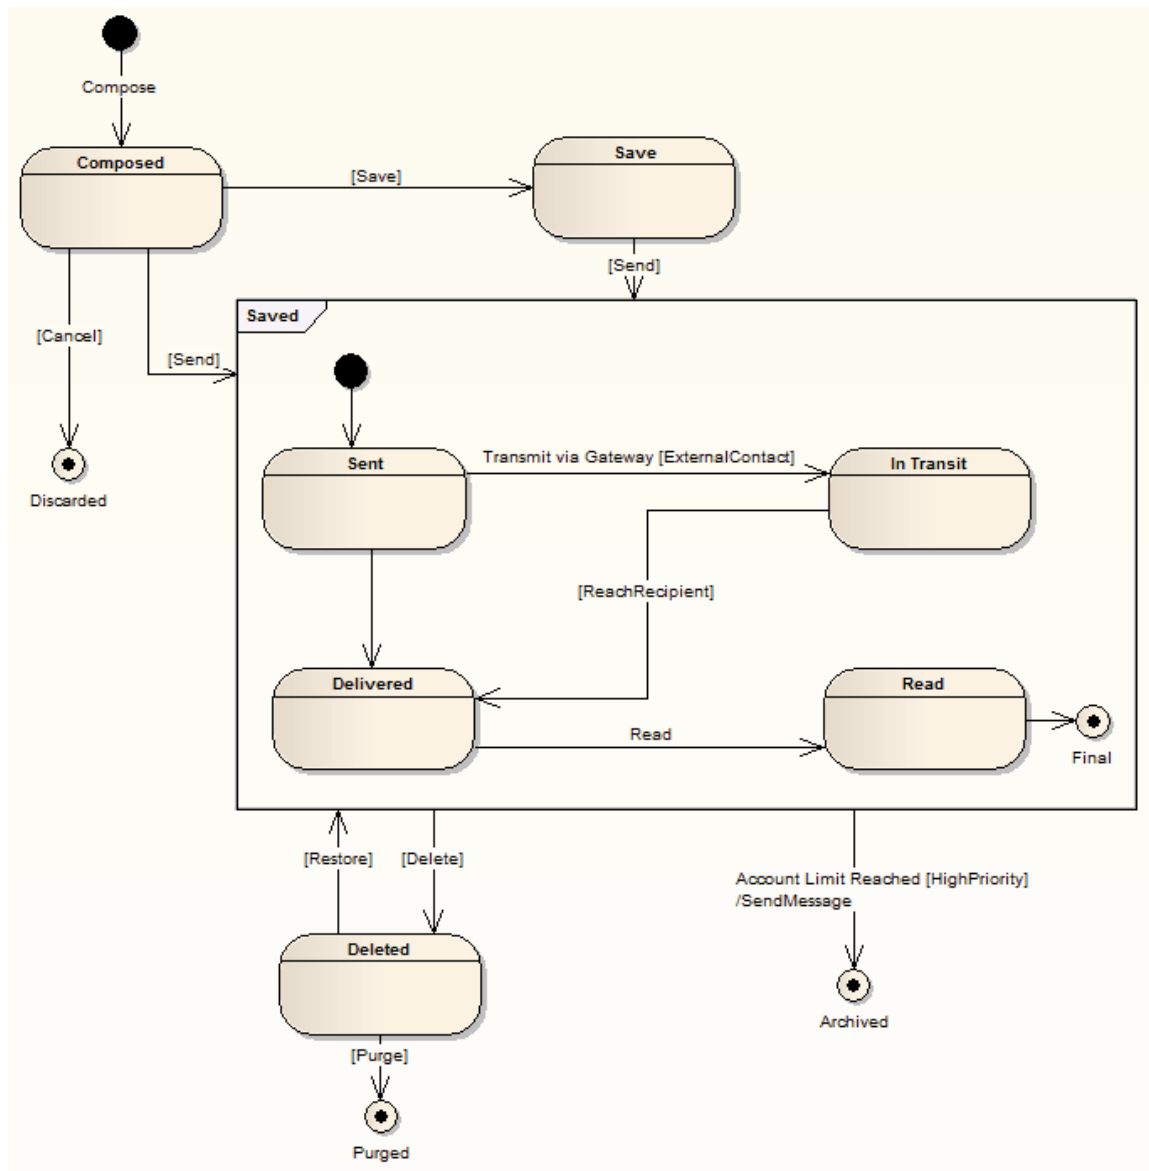 Compose
Composed
Save
[Save]
[Send]
Saved
[Cancel]
[Send]
Sent
Transmit via Gateway [ExternalContact]
In Transit
Discarded
[ReachRecipient]
Delivered
Read
Read
Final
[Restore]
[Delete]
Account Limit Reached [HighPriority]
/SendMessage
Deleted
Archived
[Purge]
Purged